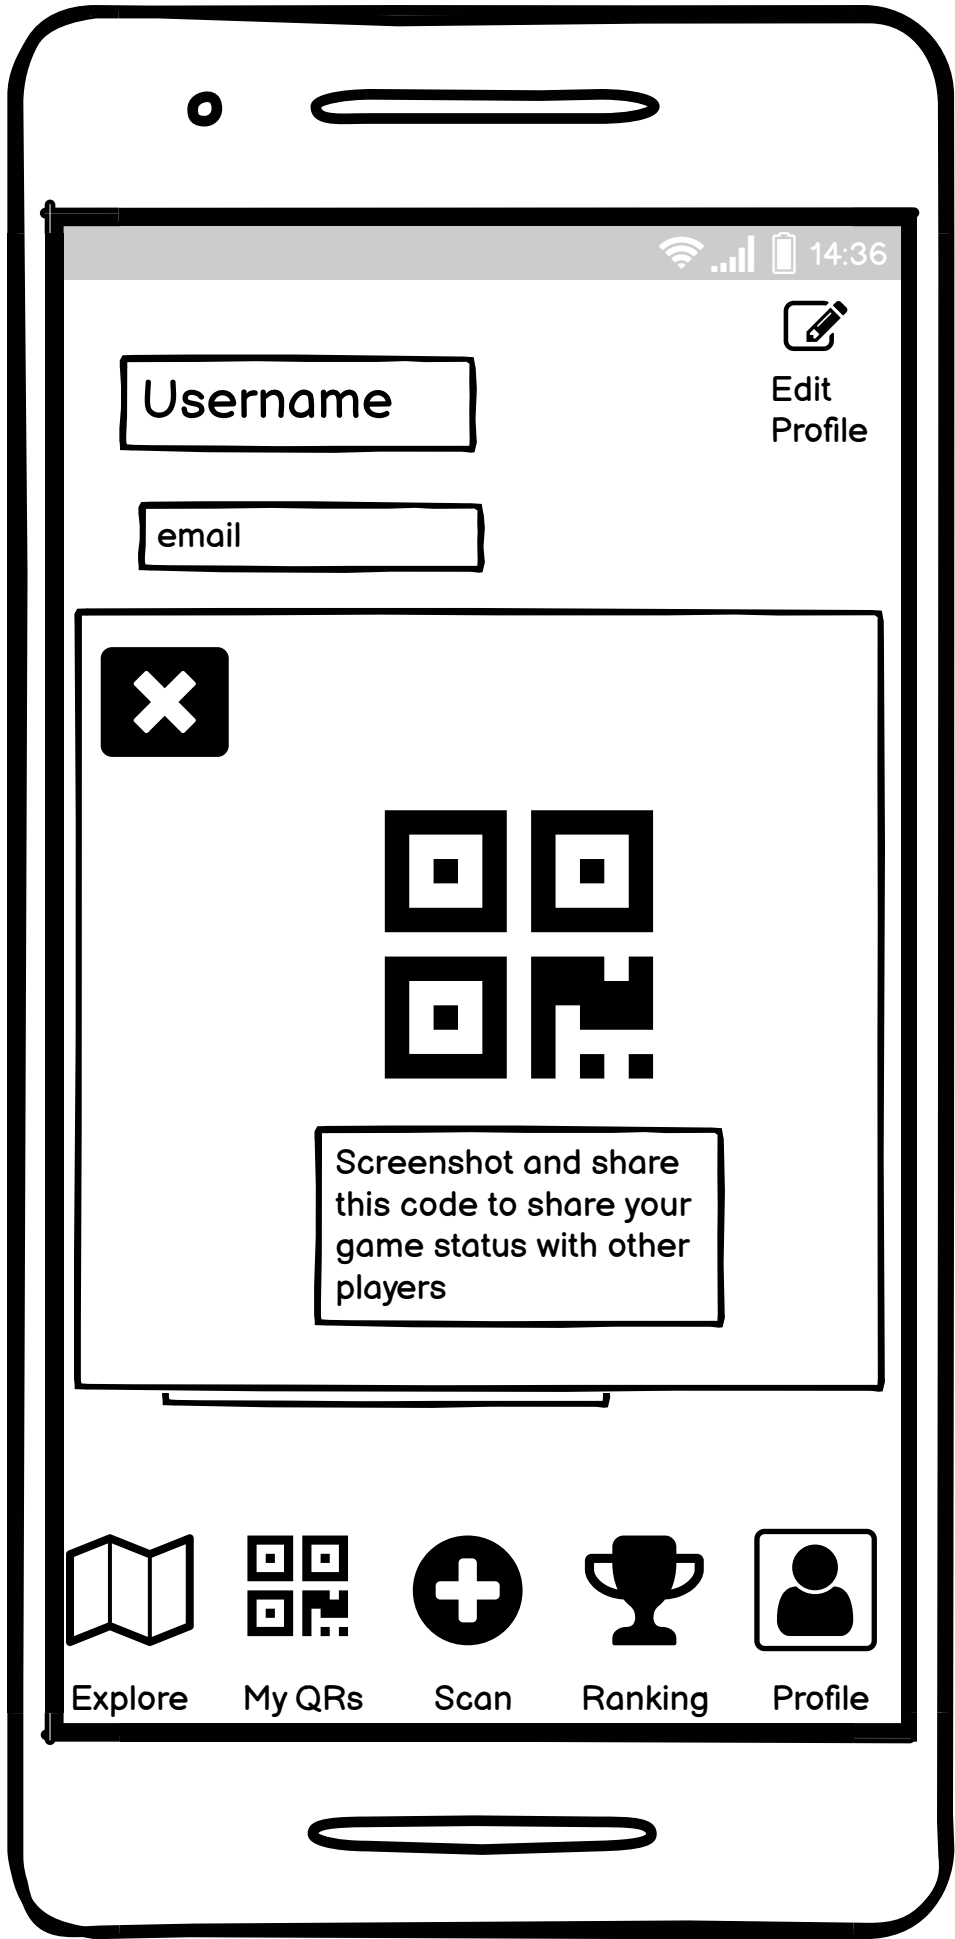 14:36
Edit
Profile
Username
email
Screenshot and share
this code to share your
game status with other
players
Explore
My QRs
Scan
Ranking
Profile